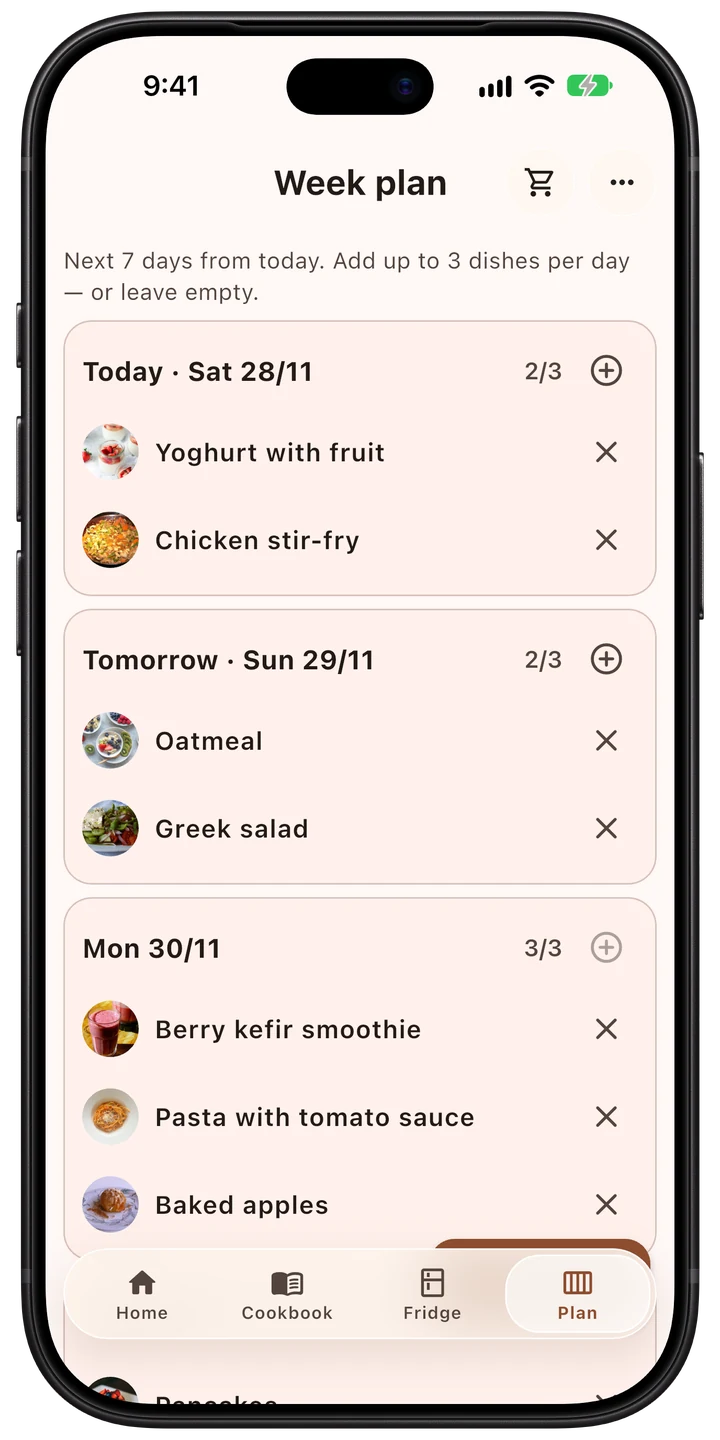 9:41
Week plan
Next 7 days from today. Add up to 3 dishes per day
— or leave empty.
Today · Sat 28/11 2/3
Yoghurt with fruit
Chicken stir-fry
Tomorrow · Sun 29/11 2/3
Oatmeal
Greek salad
Mon 30/11 3/3
Berry kefir smoothie
Pasta with tomato sauce
Baked apples
Home Cookbook Fridge Plan
Pancakes